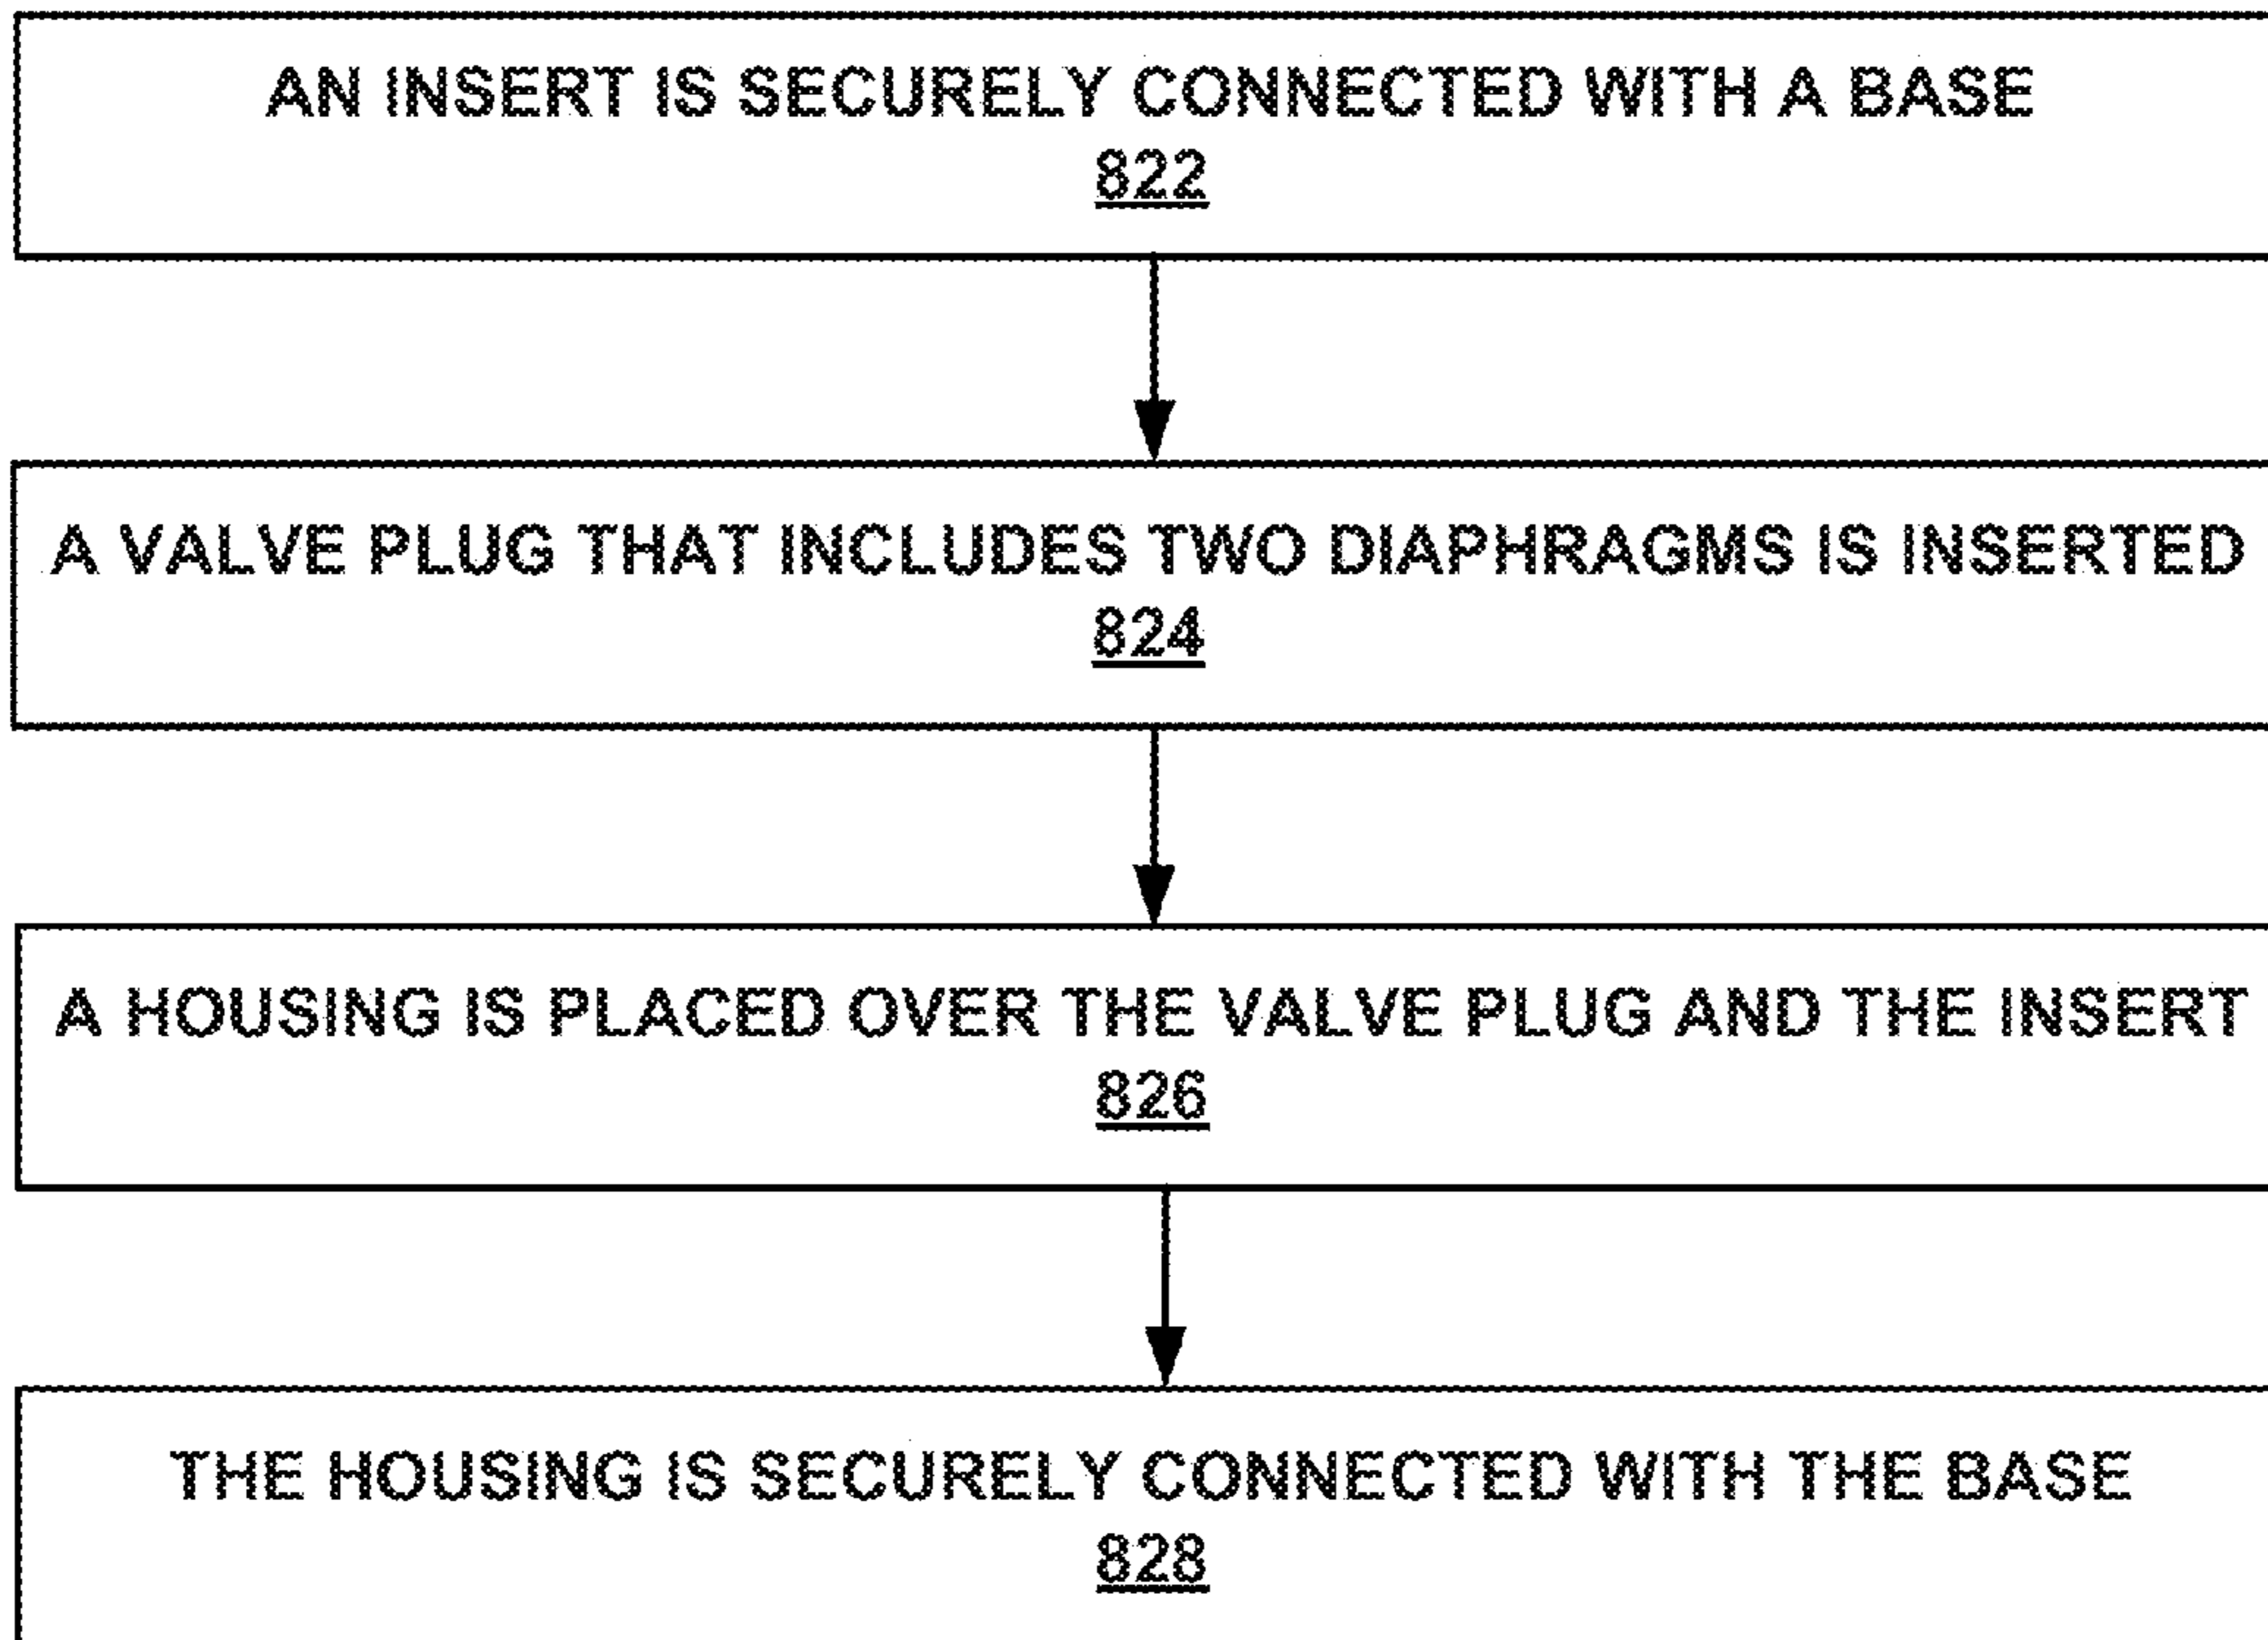 AN INSERT IS SECURELY CONNECTED WITH A BASE
822
A VALVE PLUG THAT INCLUDES TWO DIAPHRAGMS IS INSERTED
824
A HOUSING IS PLACED OVER THE VALVE PLUG AND THE INSERT
826
THE HOUSING IS SECURELY CONNECTED WITH THE BASE
828